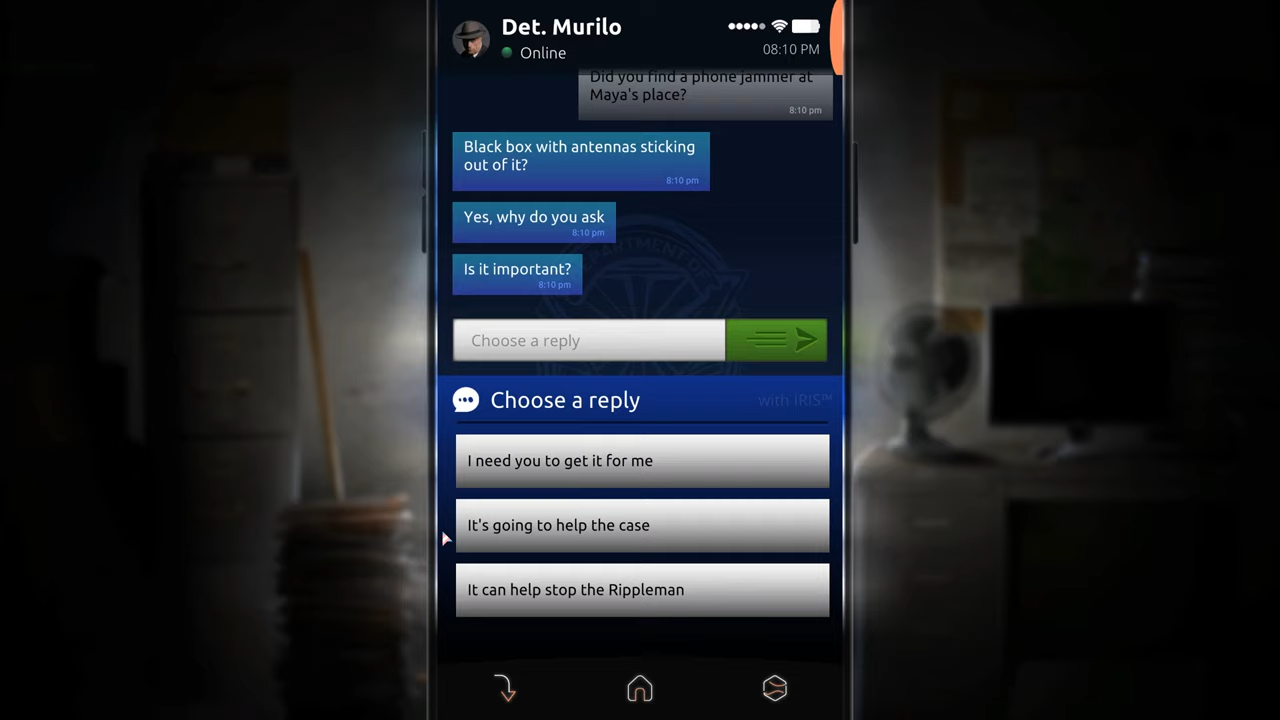 Det. Murilo
Online
08:10 PM
Did you find a phone jammer at
Maya's place?
8:10 pm
Black box with antennas sticking
out of it?
8:10 pm
Yes, why do you ask
8:10 pm
Is it important?
8:10 pm
DEPARTMENT OF
Choose a reply
Choose a reply
with IRIS™
I need you to get it for me
It's going to help the case
It can help stop the Rippleman